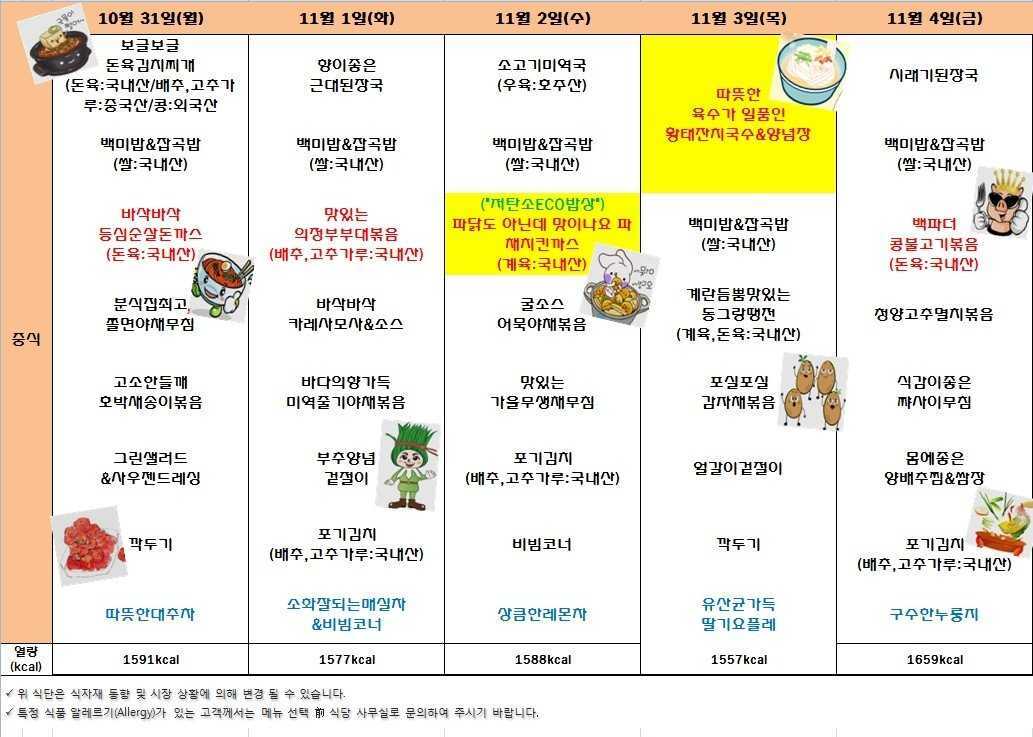 10월 31일(월)
11월 1일(화)
11월 2일(수)
11월 3일(목)
11월 4일(금)
중식
보글보글
돈육김치찌개
(돈육:국내산/배추,고추가
루:중국산/콩:외국산
백미밥&잡곡밥
(쌀:국내산)
바삭바삭
등심순살돈까스
(돈육:국내산)
분식집최고,
쫄면야채무침
고소한들깨
호박새송이볶음
그린샐러드
&사우젠드레싱
깍두기
따뜻한대추차
향이좋은
근대된장국
백미밥&잡곡밥
(쌀:국내산)
맛있는
의정부부대볶음
(배추,고추가루:국내산)
바삭바삭
카레사모사&소스
바다의향가득
미역줄기야채볶음
부추양념
겉절이
포기김치
(배추,고추가루:국내산)
소화잘되는매실차
&비빔코너
소고기미역국
(우육:호주산)
백미밥&잡곡밥
(쌀:국내산)
("저탄소ECO밥상")
파닭도 아닌데 맛이나요 파
채치킨까스
(계육:국내산)
굴소스
어묵야채볶음
맛있는
가을무생채무침
포기김치
(배추,고추가루:국내산)
비빔코너
상큼한레몬차
따뜻한
육수가 일품인
황태잔치국수&양념장
백미밥&잡곡밥
(쌀:국내산)
계란듬뿍맛있는
동그랑땡전
(계육,돈육:국내산)
포실포실
감자채볶음
얼갈이겉절이
깍두기
유산균가득
딸기요플레
시래기된장국
백미밥&잡곡밥
(쌀:국내산)
백파더
콩불고기볶음
(돈육:국내산)
청양고추멸치볶음
식감이좋은
쨔사이무침
몸에좋은
양배추찜&쌈장
포기김치
(배추,고추가루:국내산)
구수한누룽지
열량
(kcal)
1591kcal
1577kcal
1588kcal
1557kcal
1659kcal
✓ 위 식단은 식자재 동향 및 시장 상황에 의해 변경 될 수 있습니다.
✓ 특정 식품 알레르기(Allergy)가 있는 고객께서는 메뉴 선택 前 식당 사무실로 문의하여 주시기 바랍니다.